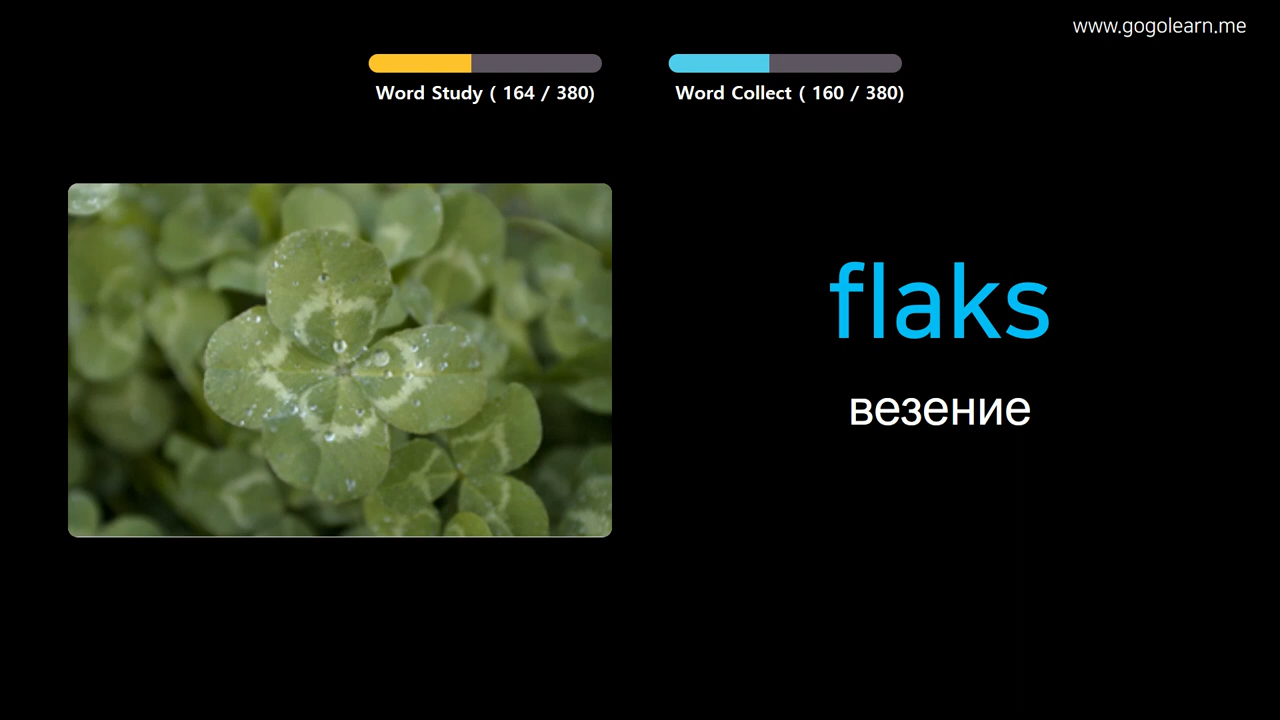 www.gogolearn.me
Word Study ( 164 / 380)
Word Collect ( 160 / 380)
flaks
везение